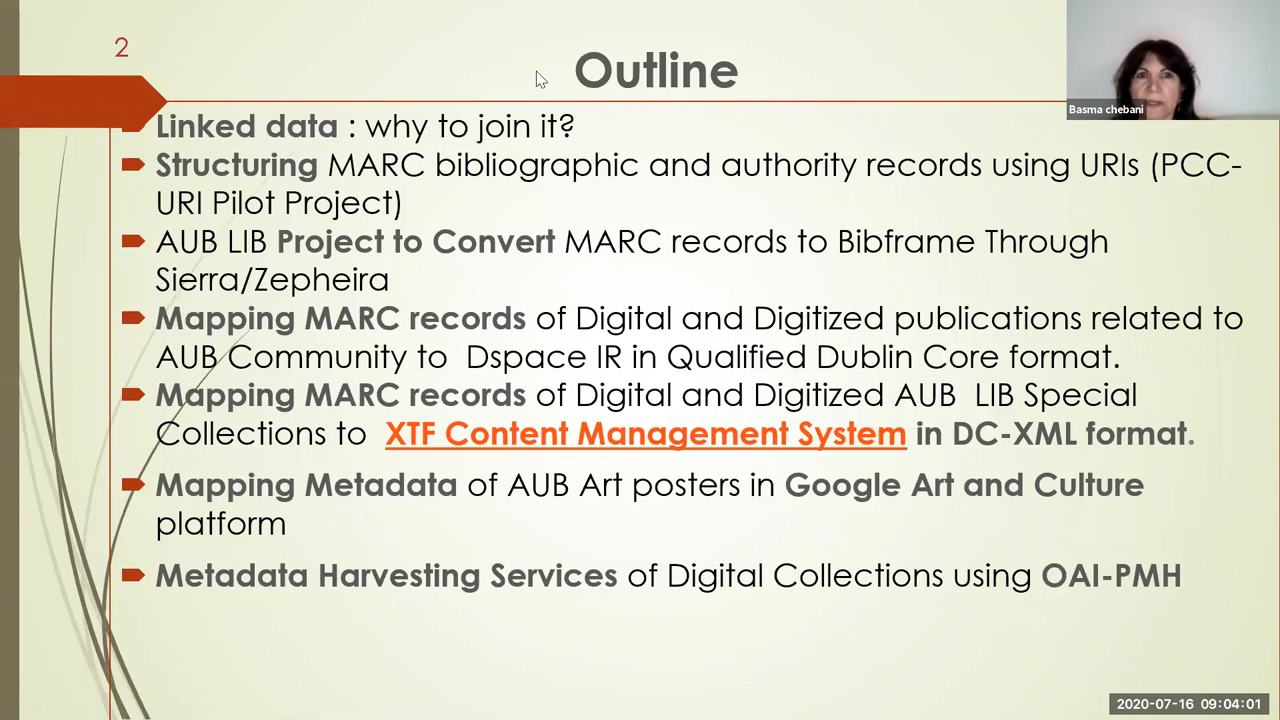 2
Outline
Basma chebani
Linked data : why to join it?
Structuring MARC bibliographic and authority records using URIs (PCC-
URI Pilot Project)
AUB LIB Project to Convert MARC records to Bibframe Through
Sierra/Zepheira
Mapping MARC records of Digital and Digitized publications related to
AUB Community to  Dspace IR in Qualified Dublin Core format.
Mapping MARC records of Digital and Digitized AUB  LIB Special
Collections to  XTF Content Management System in DC-XML format.
Mapping Metadata of AUB Art posters in Google Art and Culture
platform
Metadata Harvesting Services of Digital Collections using OAI-PMH
2020-07-16 09:04:01